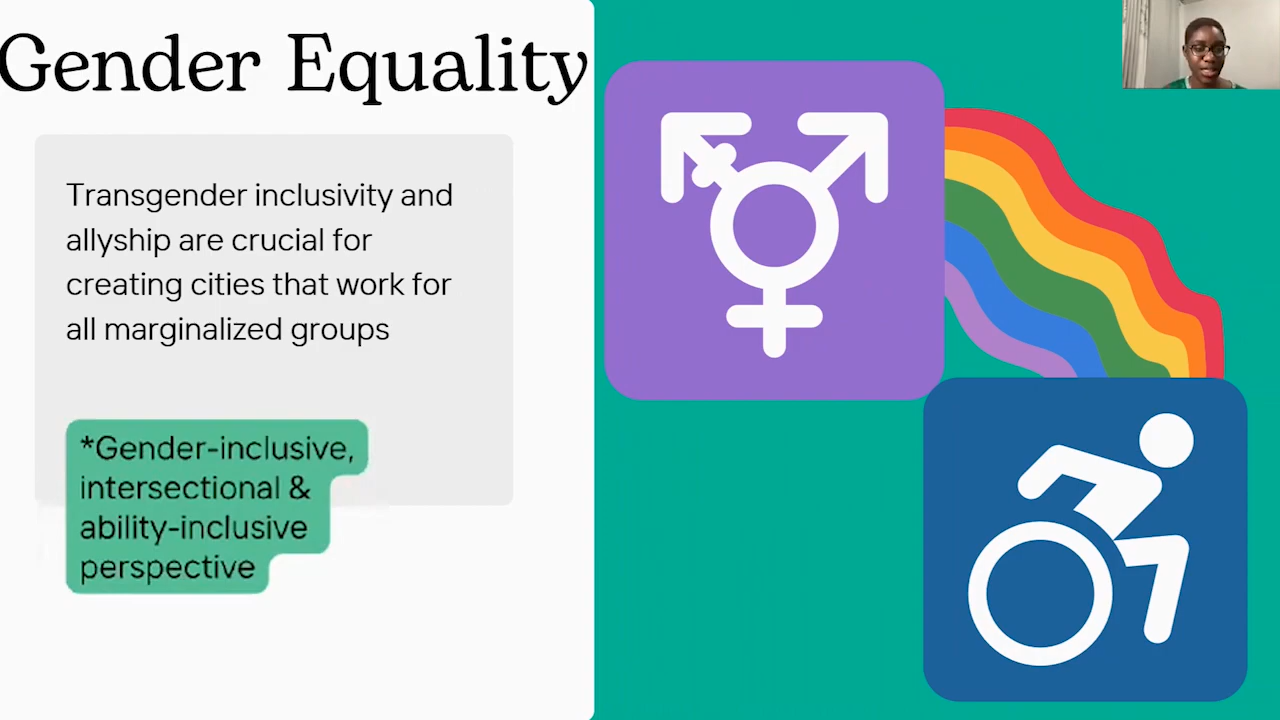 Gender Equality
Transgender inclusivity and
allyship are crucial for
creating cities that work for
all marginalized groups
*Gender-inclusive,
intersectional &
ability-inclusive
perspective